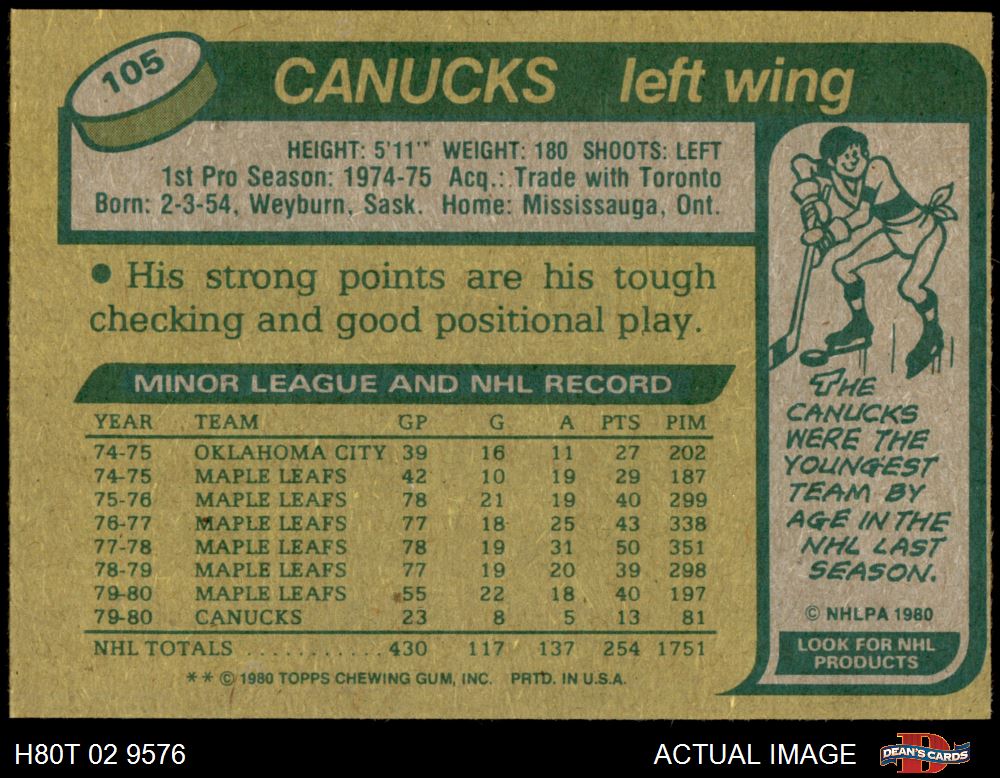 105
CANUCKS left wing
HEIGHT: 5'11" WEIGHT: 180 SHOOTS: LEFT
1st Pro Season: 1974-75 Acq.: Trade with Toronto
Born: 2-3-54, Weyburn, Sask. Home: Mississauga, Ont.
● His strong points are his tough
checking and good positional play.
MINOR LEAGUE AND NHL RECORD
YEAR TEAM GP G A PTS PIM
74-75 OKLAHOMA CITY 39 16 11 27 202
74-75 MAPLE LEAFS 42 10 19 29 187
75-76 MAPLE LEAFS 78 21 19 40 299
76-77 MAPLE LEAFS 77 18 25 43 338
77-78 MAPLE LEAFS 78 19 31 50 351
78-79 MAPLE LEAFS 77 19 20 39 298
79-80 MAPLE LEAFS 55 22 18 40 197
79-80 CANUCKS 23 8 5 13 81
NHL TOTALS ...........430 117 137 254 1751
** © 1980 TOPPS CHEWING GUM, INC. PRTD. IN U.S.A.
THE
CANUCKS
WERE THE
YOUNGEST
TEAM BY
AGE IN THE
NHL LAST
SEASON.
© NHLPA 1980
LOOK FOR NHL
PRODUCTS
H80T 02 9576
ACTUAL IMAGE
DEAN'S CARDS